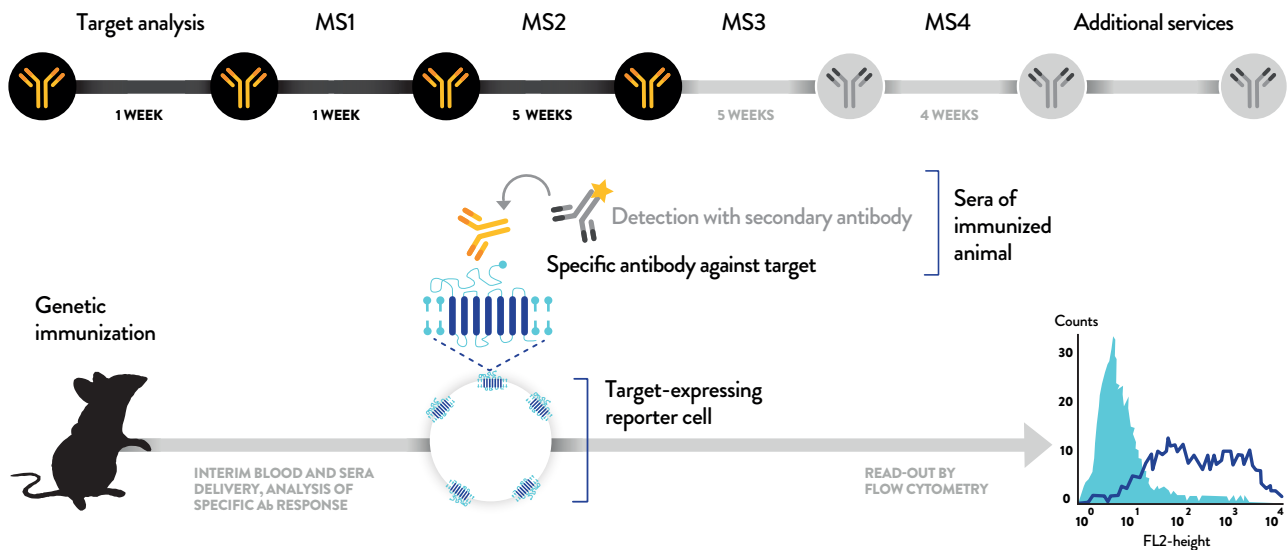 Target analysis
MS1
MS2
MS3
MS4
Additional services
1 WEEK
1 WEEK
5 WEEKS
5 WEEKS
4 WEEKS
Detection with secondary antibody
Specific antibody against target
Sera of
immunized
animal
Genetic
immunization
Target-expressing
reporter cell
INTERIM BLOOD AND SERA
DELIVERY, ANALYSIS OF
SPECIFIC Ab RESPONSE
READ-OUT BY
FLOW CYTOMETRY
Counts
30
20
10
0
10^0 10^1 10^2 10^3 10^4
FL2-height